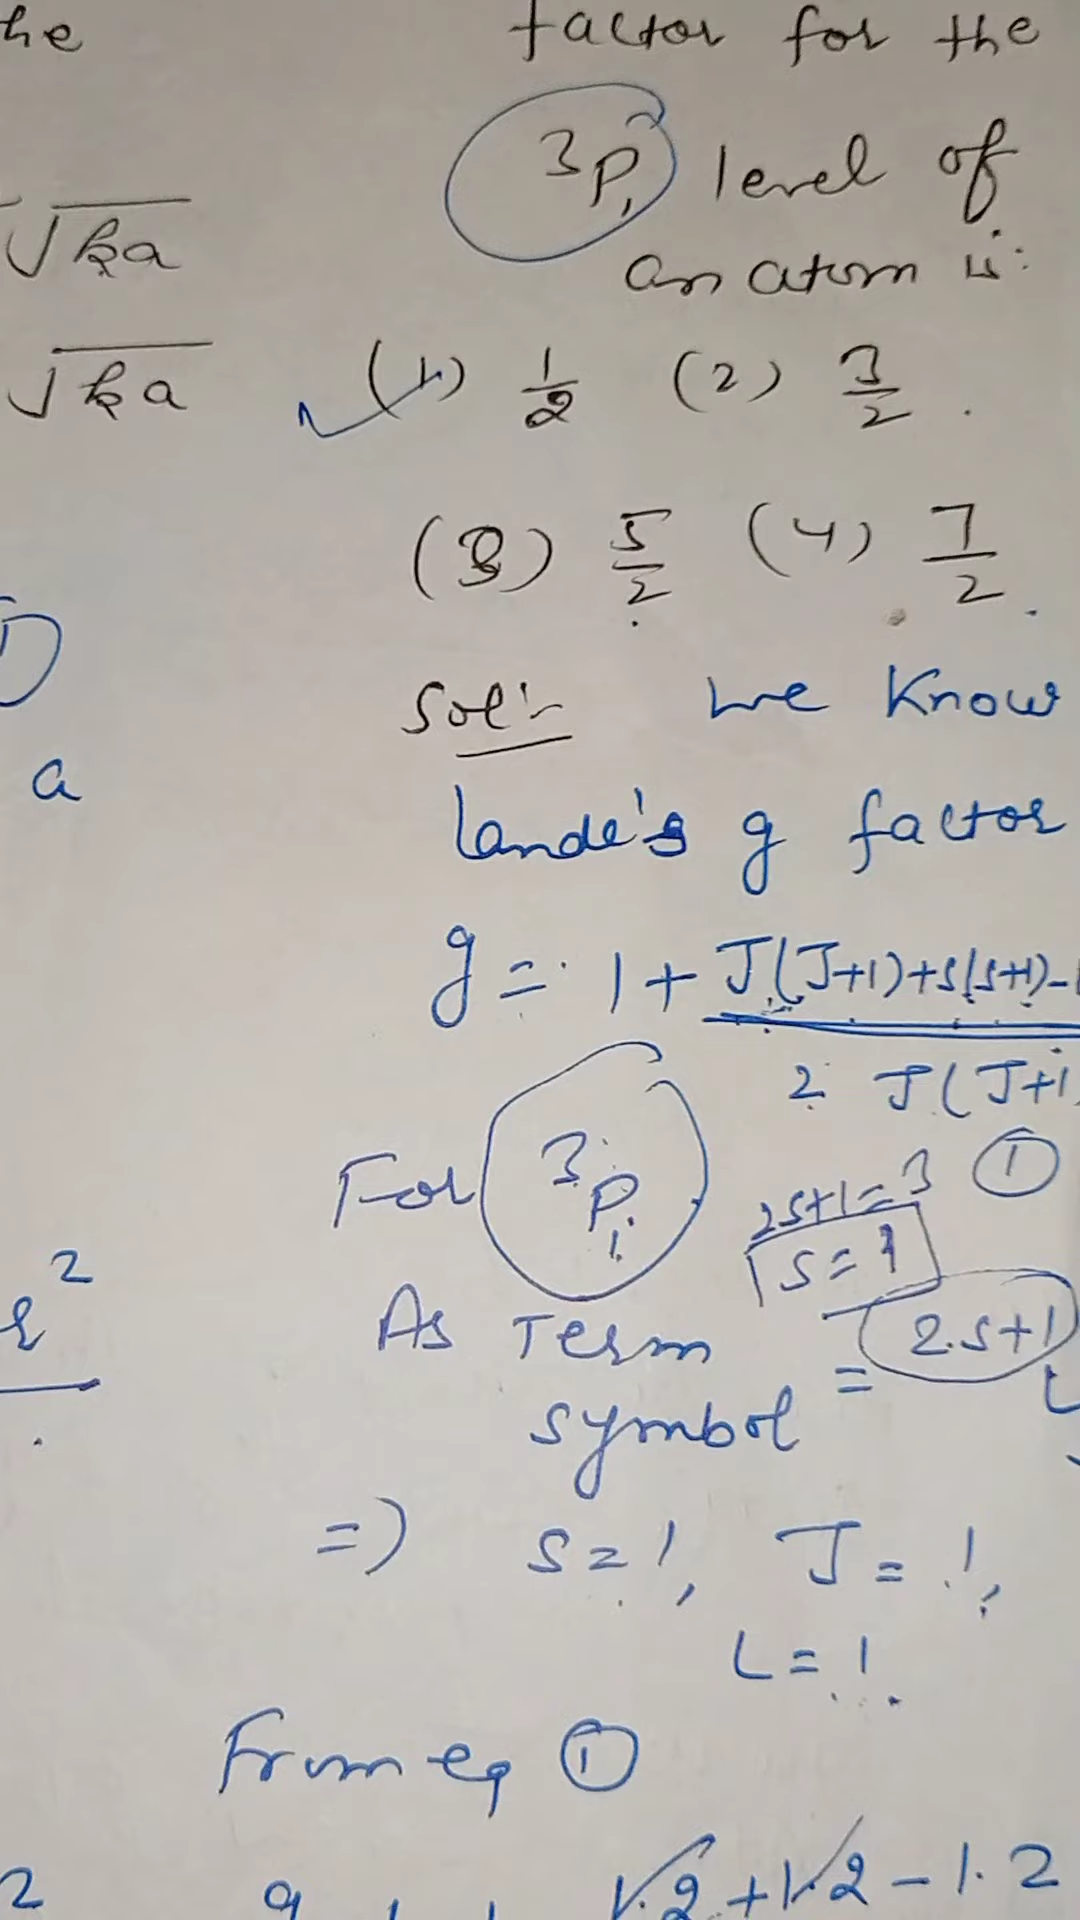 he
factor for the
3P1 level of
an atom is:
√ka
√ka
(1) 1/2 (2) 3/2.
(3) 5/2 (4) 7/2.
Sol:-
we know
a
lande's g factor
g = 1 + J(J+1)+s(s+1)-
2 J(J+1)
①
For 3P1
2s+1=3
s=1
2
As Term symbol = 2s+1
=) s=1, J=1,
L=1.
From eq ①
2
1.2+1.2-1.2